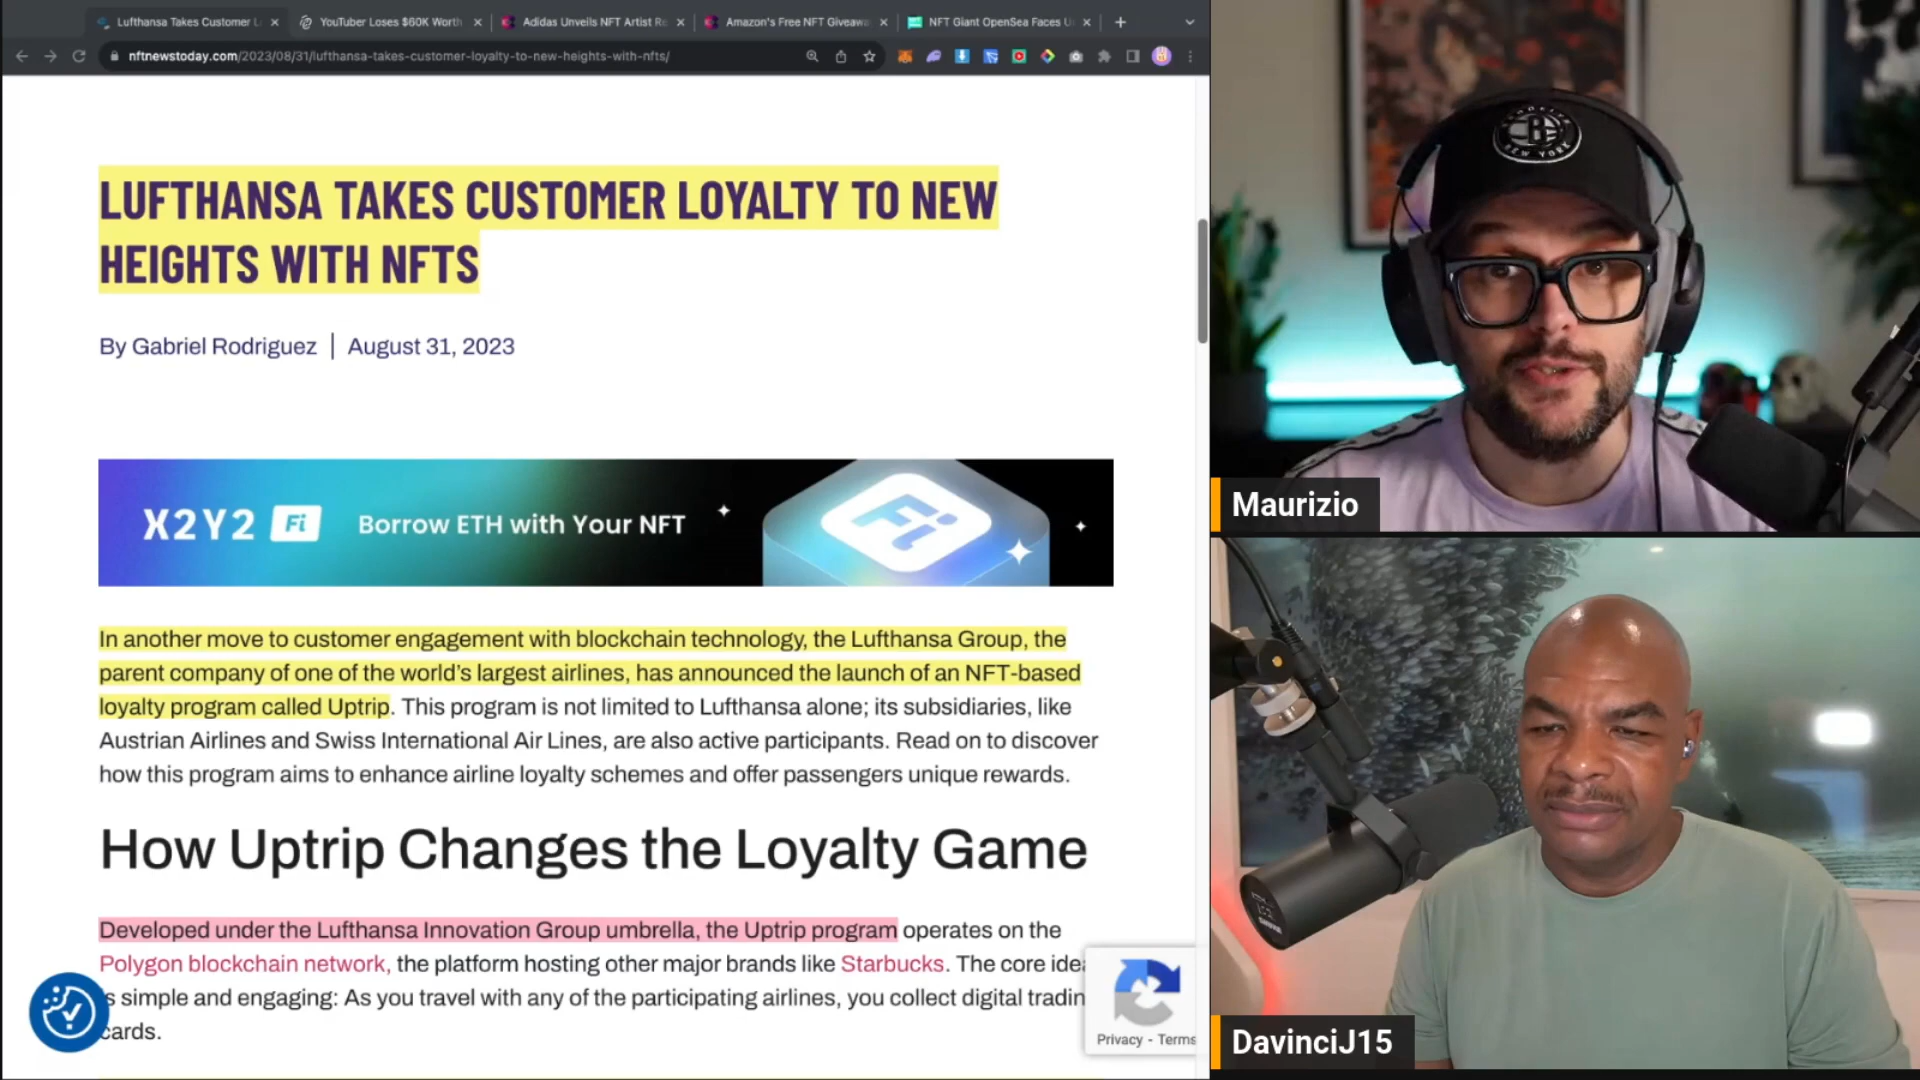 Lufthansa Takes Customer L
YouTuber Loses $60K Worth
Adidas Unveils NFT Artist Re
Amazon's Free NFT Giveaw
NFT Giant OpenSea Faces U
nftnewstoday.com/2023/08/31/lufthansa-takes-customer-loyalty-to-new-heights-with-nfts/
LUFTHANSA TAKES CUSTOMER LOYALTY TO NEW
HEIGHTS WITH NFTS
By Gabriel Rodriguez | August 31, 2023
X2Y2 Fi Borrow ETH with Your NFT
Fi
In another move to customer engagement with blockchain technology, the Lufthansa Group, the
parent company of one of the world's largest airlines, has announced the launch of an NFT-based
loyalty program called Uptrip. This program is not limited to Lufthansa alone; its subsidiaries, like
Austrian Airlines and Swiss International Air Lines, are also active participants. Read on to discover
how this program aims to enhance airline loyalty schemes and offer passengers unique rewards.
How Uptrip Changes the Loyalty Game
Developed under the Lufthansa Innovation Group umbrella, the Uptrip program operates on the
Polygon blockchain network, the platform hosting other major brands like Starbucks. The core idea
s simple and engaging: As you travel with any of the participating airlines, you collect digital tradin
cards.
Privacy - Terms
BROOKLYN
B
NEW YORK
Maurizio
SHURE
DavinciJ15